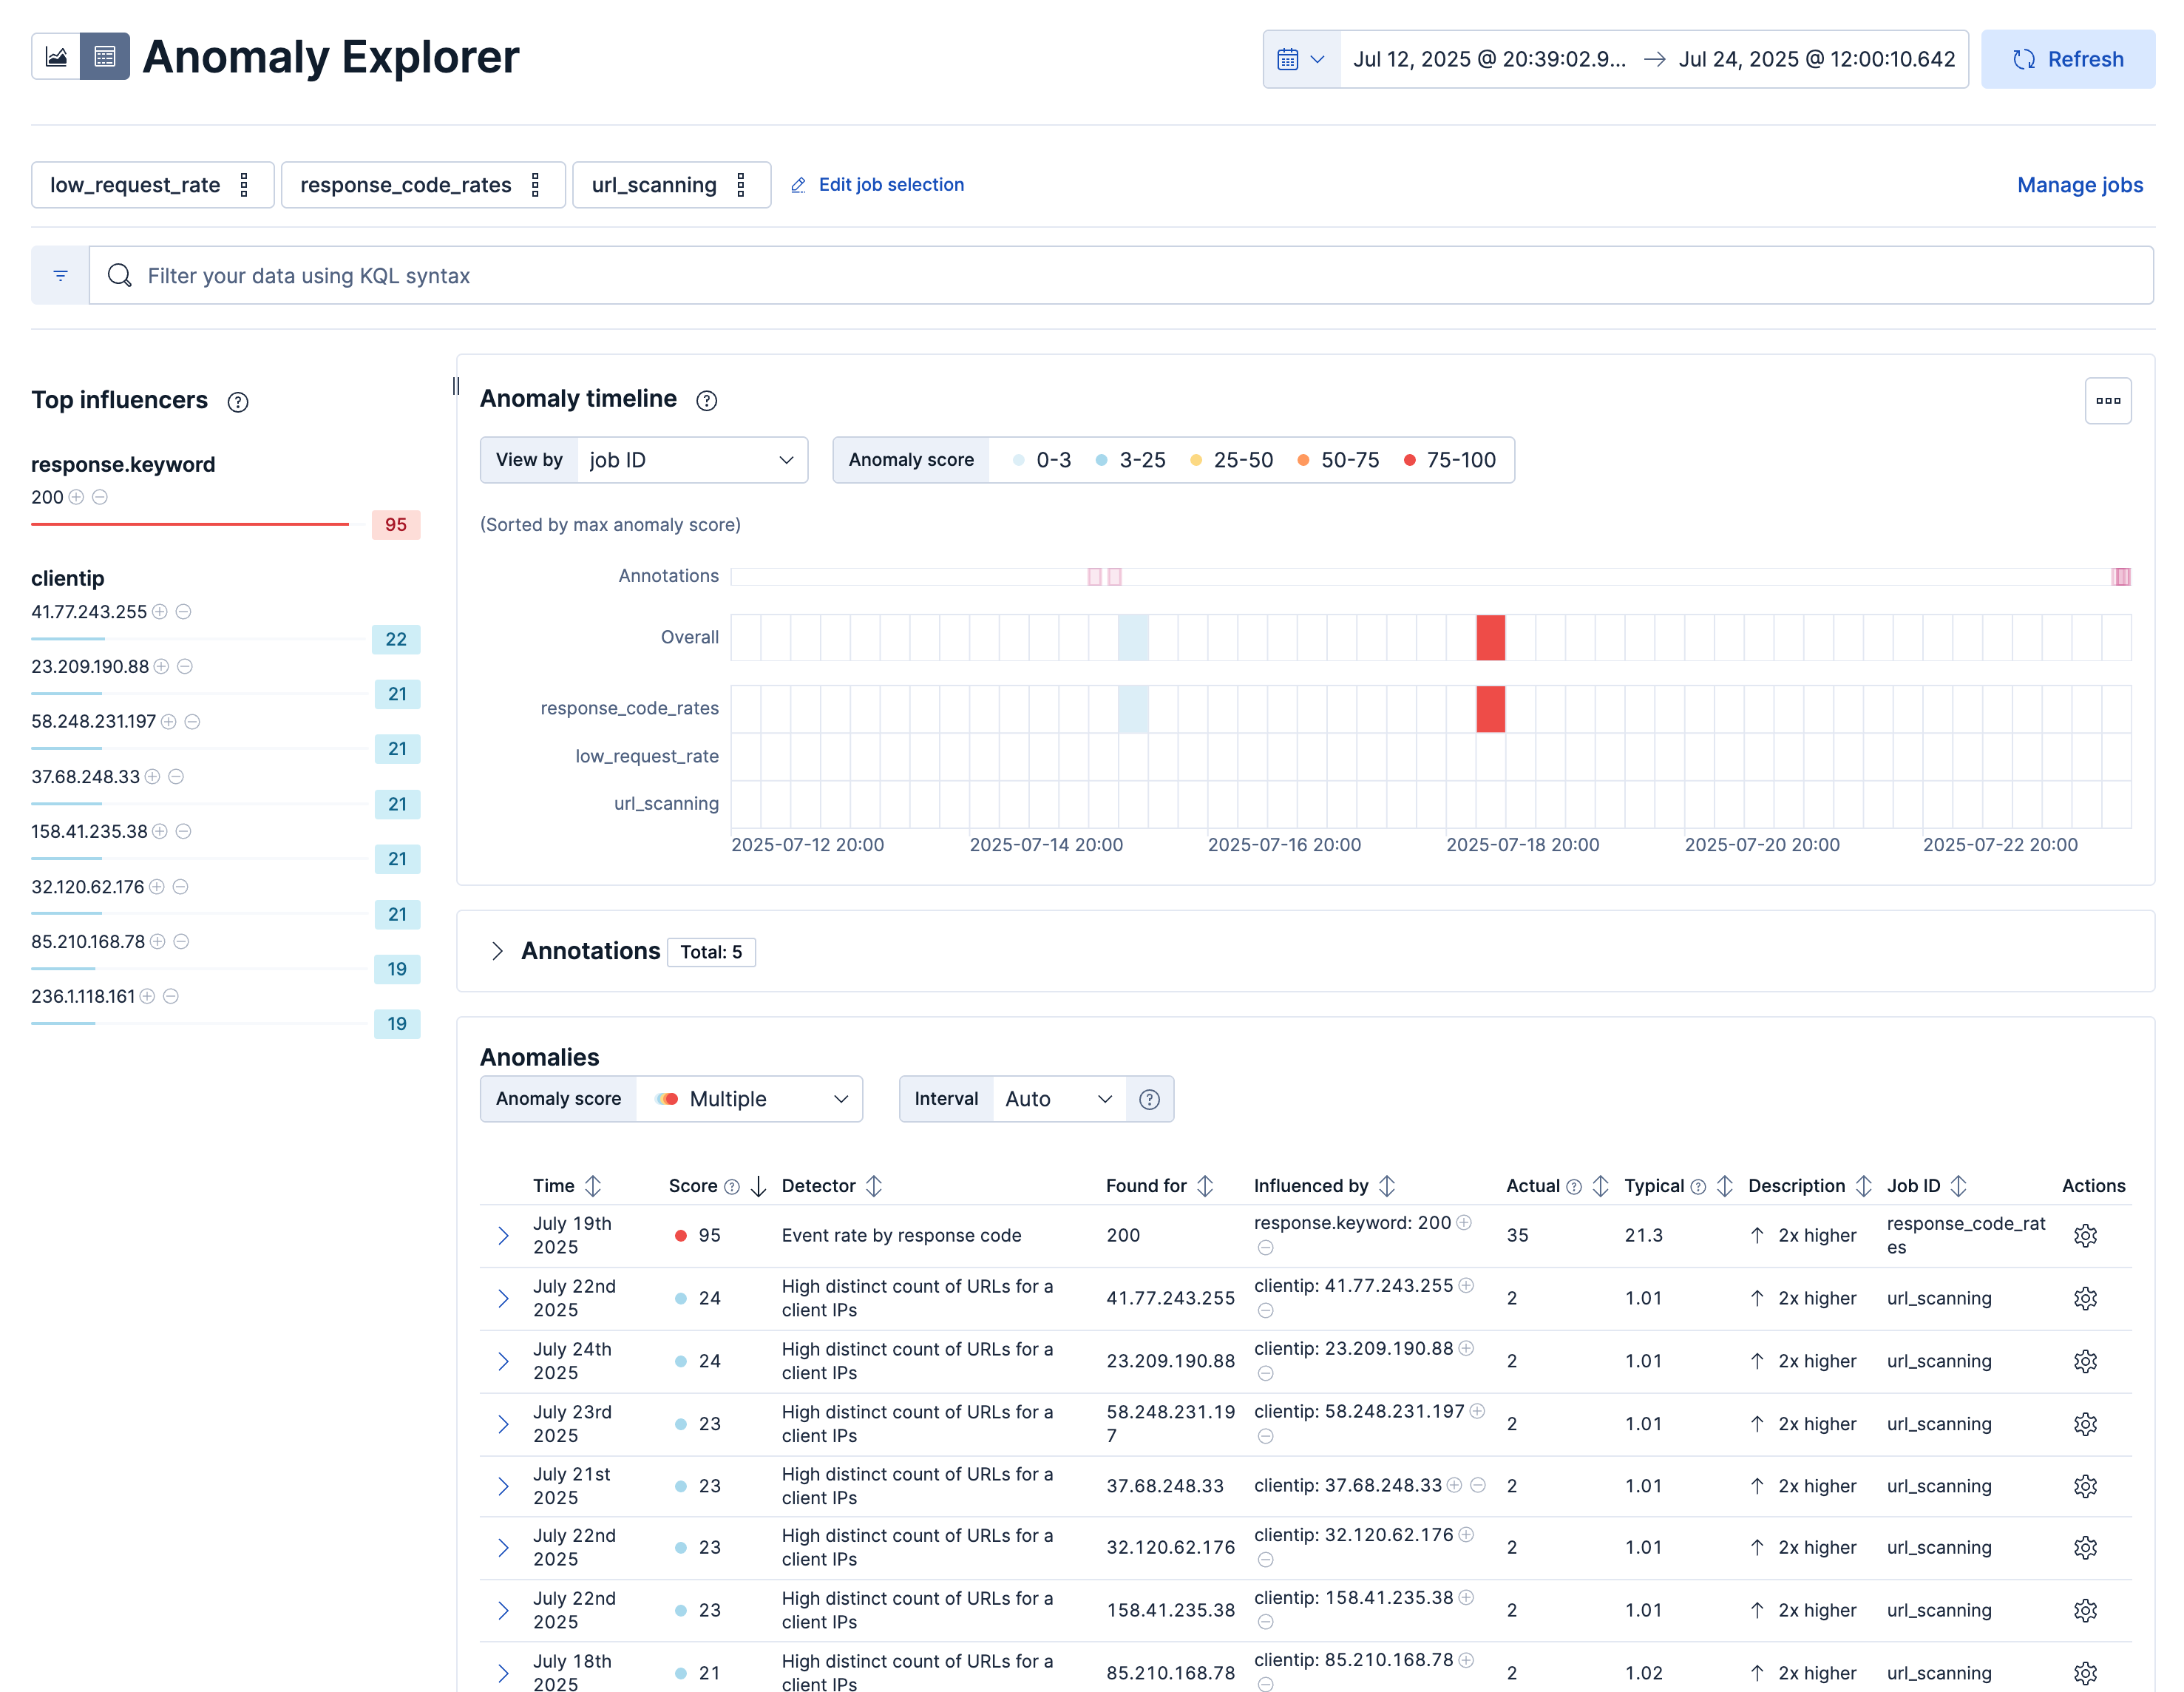 Anomaly Explorer
Jul 12, 2025 @ 20:39:02.9... → Jul 24, 2025 @ 12:00:10.642
Refresh
low_request_rate
response_code_rates
url_scanning
Edit job selection
Manage jobs
Filter your data using KQL syntax
Top influencers
response.keyword
200
95
clientip
41.77.243.255
22
23.209.190.88
21
58.248.231.197
21
37.68.248.33
21
158.41.235.38
21
32.120.62.176
21
85.210.168.78
19
236.1.118.161
19
Anomaly timeline
View by job ID
Anomaly score 0-3 3-25 25-50 50-75 75-100
(Sorted by max anomaly score)
Annotations
Overall
response_code_rates
low_request_rate
url_scanning
2025-07-12 20:00 2025-07-14 20:00 2025-07-16 20:00 2025-07-18 20:00 2025-07-20 20:00 2025-07-22 20:00
Annotations Total: 5
Anomalies
Anomaly score Multiple
Interval Auto
Time Score Detector Found for Influenced by Actual Typical Description Job ID Actions
July 19th 2025 95 Event rate by response code 200 response.keyword: 200 35 21.3 2x higher response_code_rates
July 22nd 2025 24 High distinct count of URLs for a client IPs 41.77.243.255 clientip: 41.77.243.255 2 1.01 2x higher url_scanning
July 24th 2025 24 High distinct count of URLs for a client IPs 23.209.190.88 clientip: 23.209.190.88 2 1.01 2x higher url_scanning
July 23rd 2025 23 High distinct count of URLs for a client IPs 58.248.231.197 clientip: 58.248.231.197 2 1.01 2x higher url_scanning
July 21st 2025 23 High distinct count of URLs for a client IPs 37.68.248.33 clientip: 37.68.248.33 2 1.01 2x higher url_scanning
July 22nd 2025 23 High distinct count of URLs for a client IPs 32.120.62.176 clientip: 32.120.62.176 2 1.01 2x higher url_scanning
July 22nd 2025 23 High distinct count of URLs for a client IPs 158.41.235.38 clientip: 158.41.235.38 2 1.01 2x higher url_scanning
July 18th 2025 21 High distinct count of URLs for a client IPs 85.210.168.78 clientip: 85.210.168.78 2 1.02 2x higher url_scanning